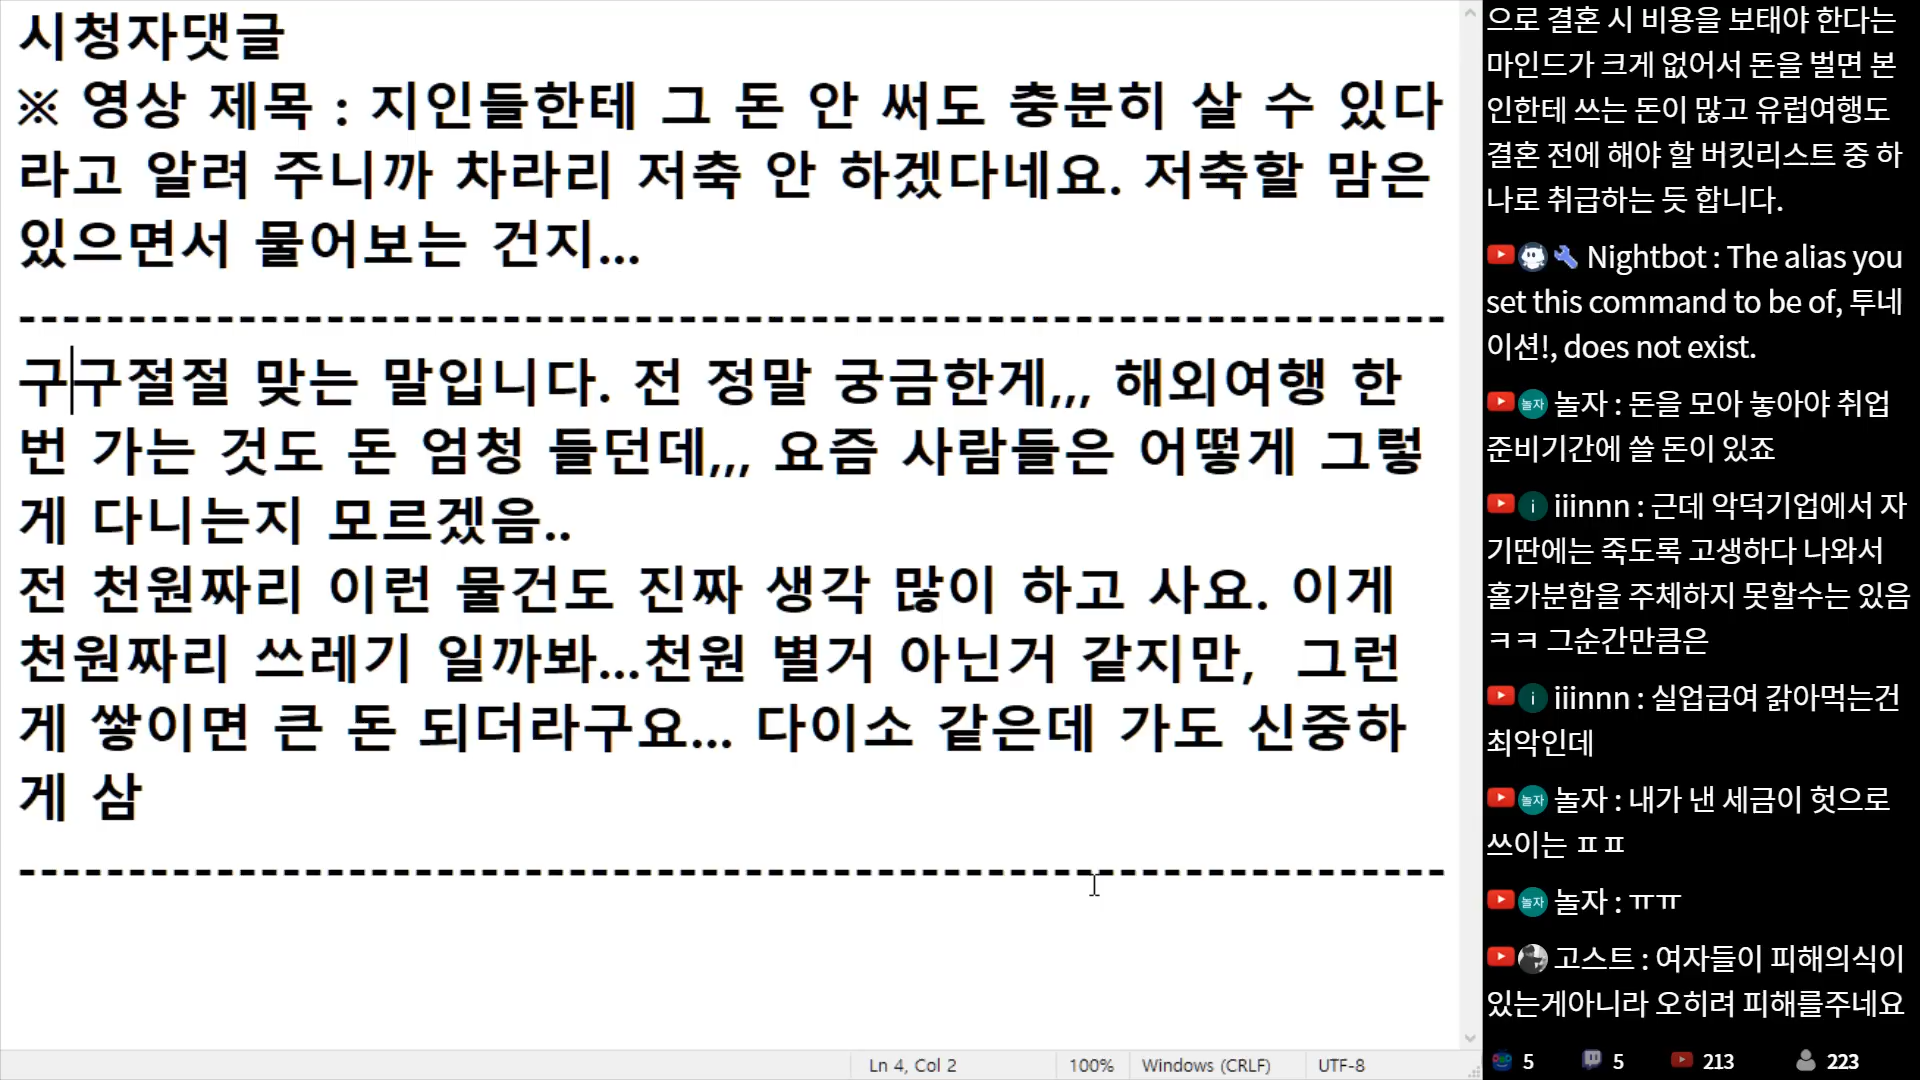 시청자댓글
※ 영상 제목 : 지인들한테 그 돈 안 써도 충분히 살 수 있다
라고 알려 주니까 차라리 저축 안 하겠다네요. 저축할 맘은
있으면서 물어보는 건지...
------------------------------------------------------------------
구구절절 맞는 말입니다. 전 정말 궁금한게,,, 해외여행 한
번 가는 것도 돈 엄청 들던데,,, 요즘 사람들은 어떻게 그렇
게 다니는지 모르겠음..
전 천원짜리 이런 물건도 진짜 생각 많이 하고 사요. 이게
천원짜리 쓰레기 일까봐...천원 별거 아닌거 같지만,  그런
게 쌓이면 큰 돈 되더라구요... 다이소 같은데 가도 신중하
게 삼
------------------------------------------------------------------
Ln 4, Col 2
100%
Windows (CRLF)
UTF-8
으로 결혼 시 비용을 보태야 한다는
마인드가 크게 없어서 돈을 벌면 본
인한테 쓰는 돈이 많고 유럽여행도
결혼 전에 해야 할 버킷리스트 중 하
나로 취급하는 듯 합니다.
Nightbot : The alias you
set this command to be of, 투네
이션!, does not exist.
놀자 놀자 : 돈을 모아 놓아야 취업
준비기간에 쓸 돈이 있죠
i iiinnn : 근데 악덕기업에서 자
기딴에는 죽도록 고생하다 나와서
홀가분함을 주체하지 못할수는 있음
ㅋㅋ 그순간만큼은
i iiinnn : 실업급여 갉아먹는건
최악인데
놀자 놀자 : 내가 낸 세금이 헛으로
쓰이는 ㅍㅍ
놀자 놀자 : ㅠㅠ
고스트 : 여자들이 피해의식이
있는게아니라 오히려 피해를주네요
5 5 213 223